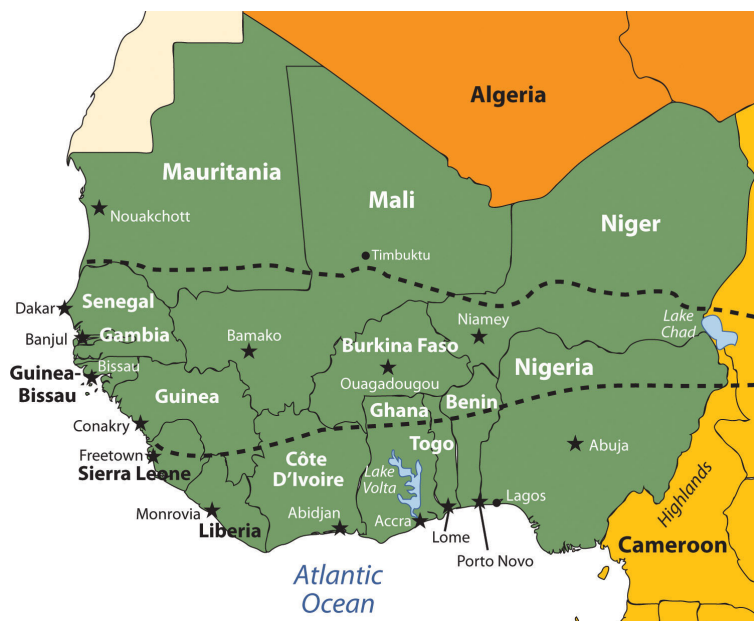 Algeria
Mauritania
Mali
Niger
Nouakchott
Timbuktu
Senegal
Dakar
Lake
Chad
Niamey
Gambia
Banjul
Bamako
Burkina Faso
Bissau
Guinea-
Bissau
Nigeria
Ouagadougou
Guinea
Benin
Ghana
Conakry
Togo
Abuja
Freetown
Sierra Leone
Côte
D'Ivoire
Lake
Volta
Highlands
Lagos
Monrovia
Liberia
Abidjan
Accra
Lome
Cameroon
Porto Novo
Atlantic
Ocean